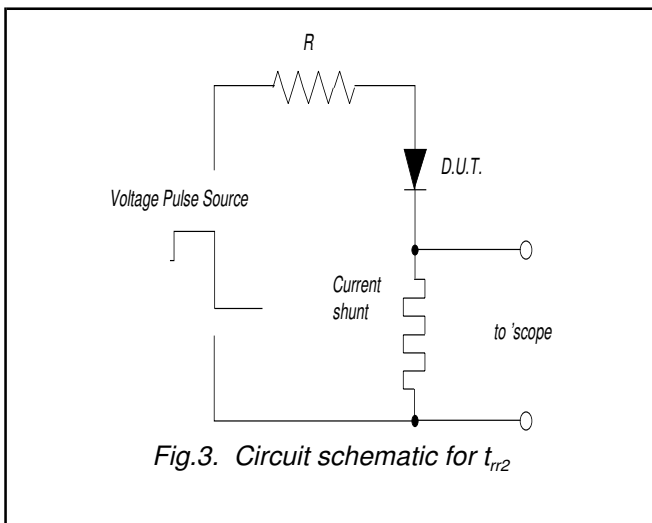 R
D.U.T.
Voltage Pulse Source
Current
shunt
to 'scope
Fig.3. Circuit schematic for trr2